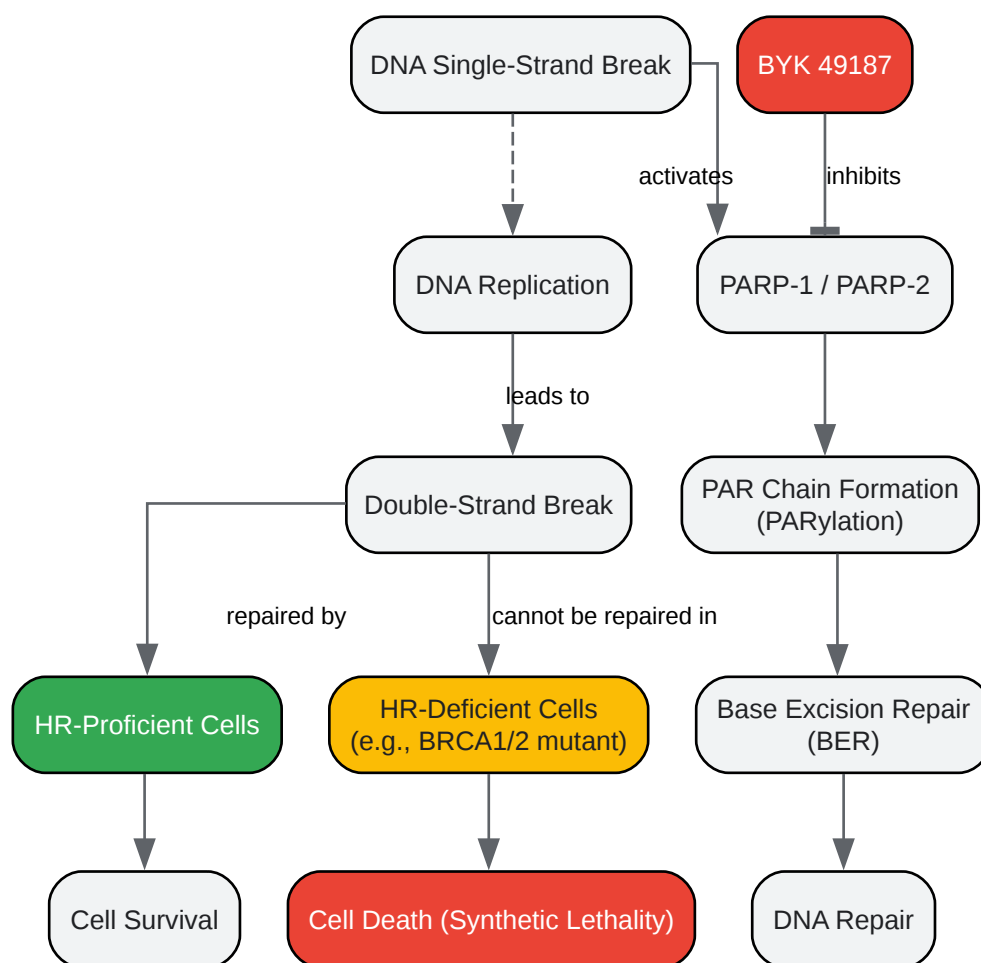 DNA Single-Strand Break
BYK 49187
activates
inhibits
DNA Replication
PARP-1 / PARP-2
leads to
Double-Strand Break
PAR Chain Formation
(PARylation)
repaired by
cannot be repaired in
HR-Proficient Cells
HR-Deficient Cells
(e.g., BRCA1/2 mutant)
Base Excision Repair
(BER)
Cell Survival
Cell Death (Synthetic Lethality)
DNA Repair